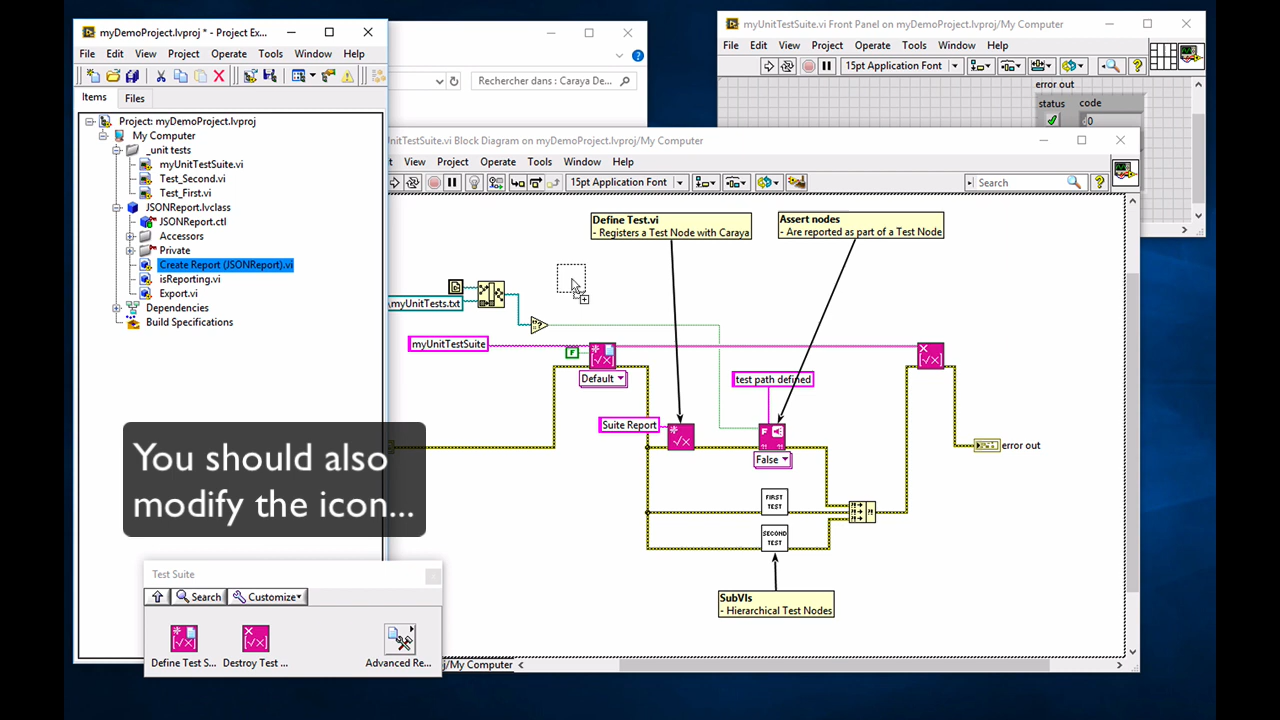 myDemoProject.lvproj * - Project Ex...
File Edit View Project Operate Tools Window Help
Items Files
Project: myDemoProject.lvproj
My Computer
_unit tests
myUnitTestSuite.vi
Test_Second.vi
Test_First.vi
JSONReport.lvclass
JSONReport.ctl
Accessors
Private
Create Report (JSONReport).vi
isReporting.vi
Export.vi
Dependencies
Build Specifications
Rechercher dans : Caraya De...
myUnitTestSuite.vi Front Panel on myDemoProject.lvproj/My Computer
File Edit View Project Operate Tools Window Help
15pt Application Font
error out
status code
0
nitTestSuite.vi Block Diagram on myDemoProject.lvproj/My Computer
t View Project Operate Tools Window Help
15pt Application Font
Search
Define Test.vi
- Registers a Test Node with Caraya
Assert nodes
- Are reported as part of a Test Node
myUnitTests.txt
myUnitTestSuite
F
Default
test path defined
Suite Report
F
False
FIRST
TEST
SECOND
TEST
error out
SubVIs
- Hierarchical Test Nodes
You should also
modify the icon...
Test Suite
Search Customize
Define Test S... Destroy Test ... Advanced Re...
j/My Computer